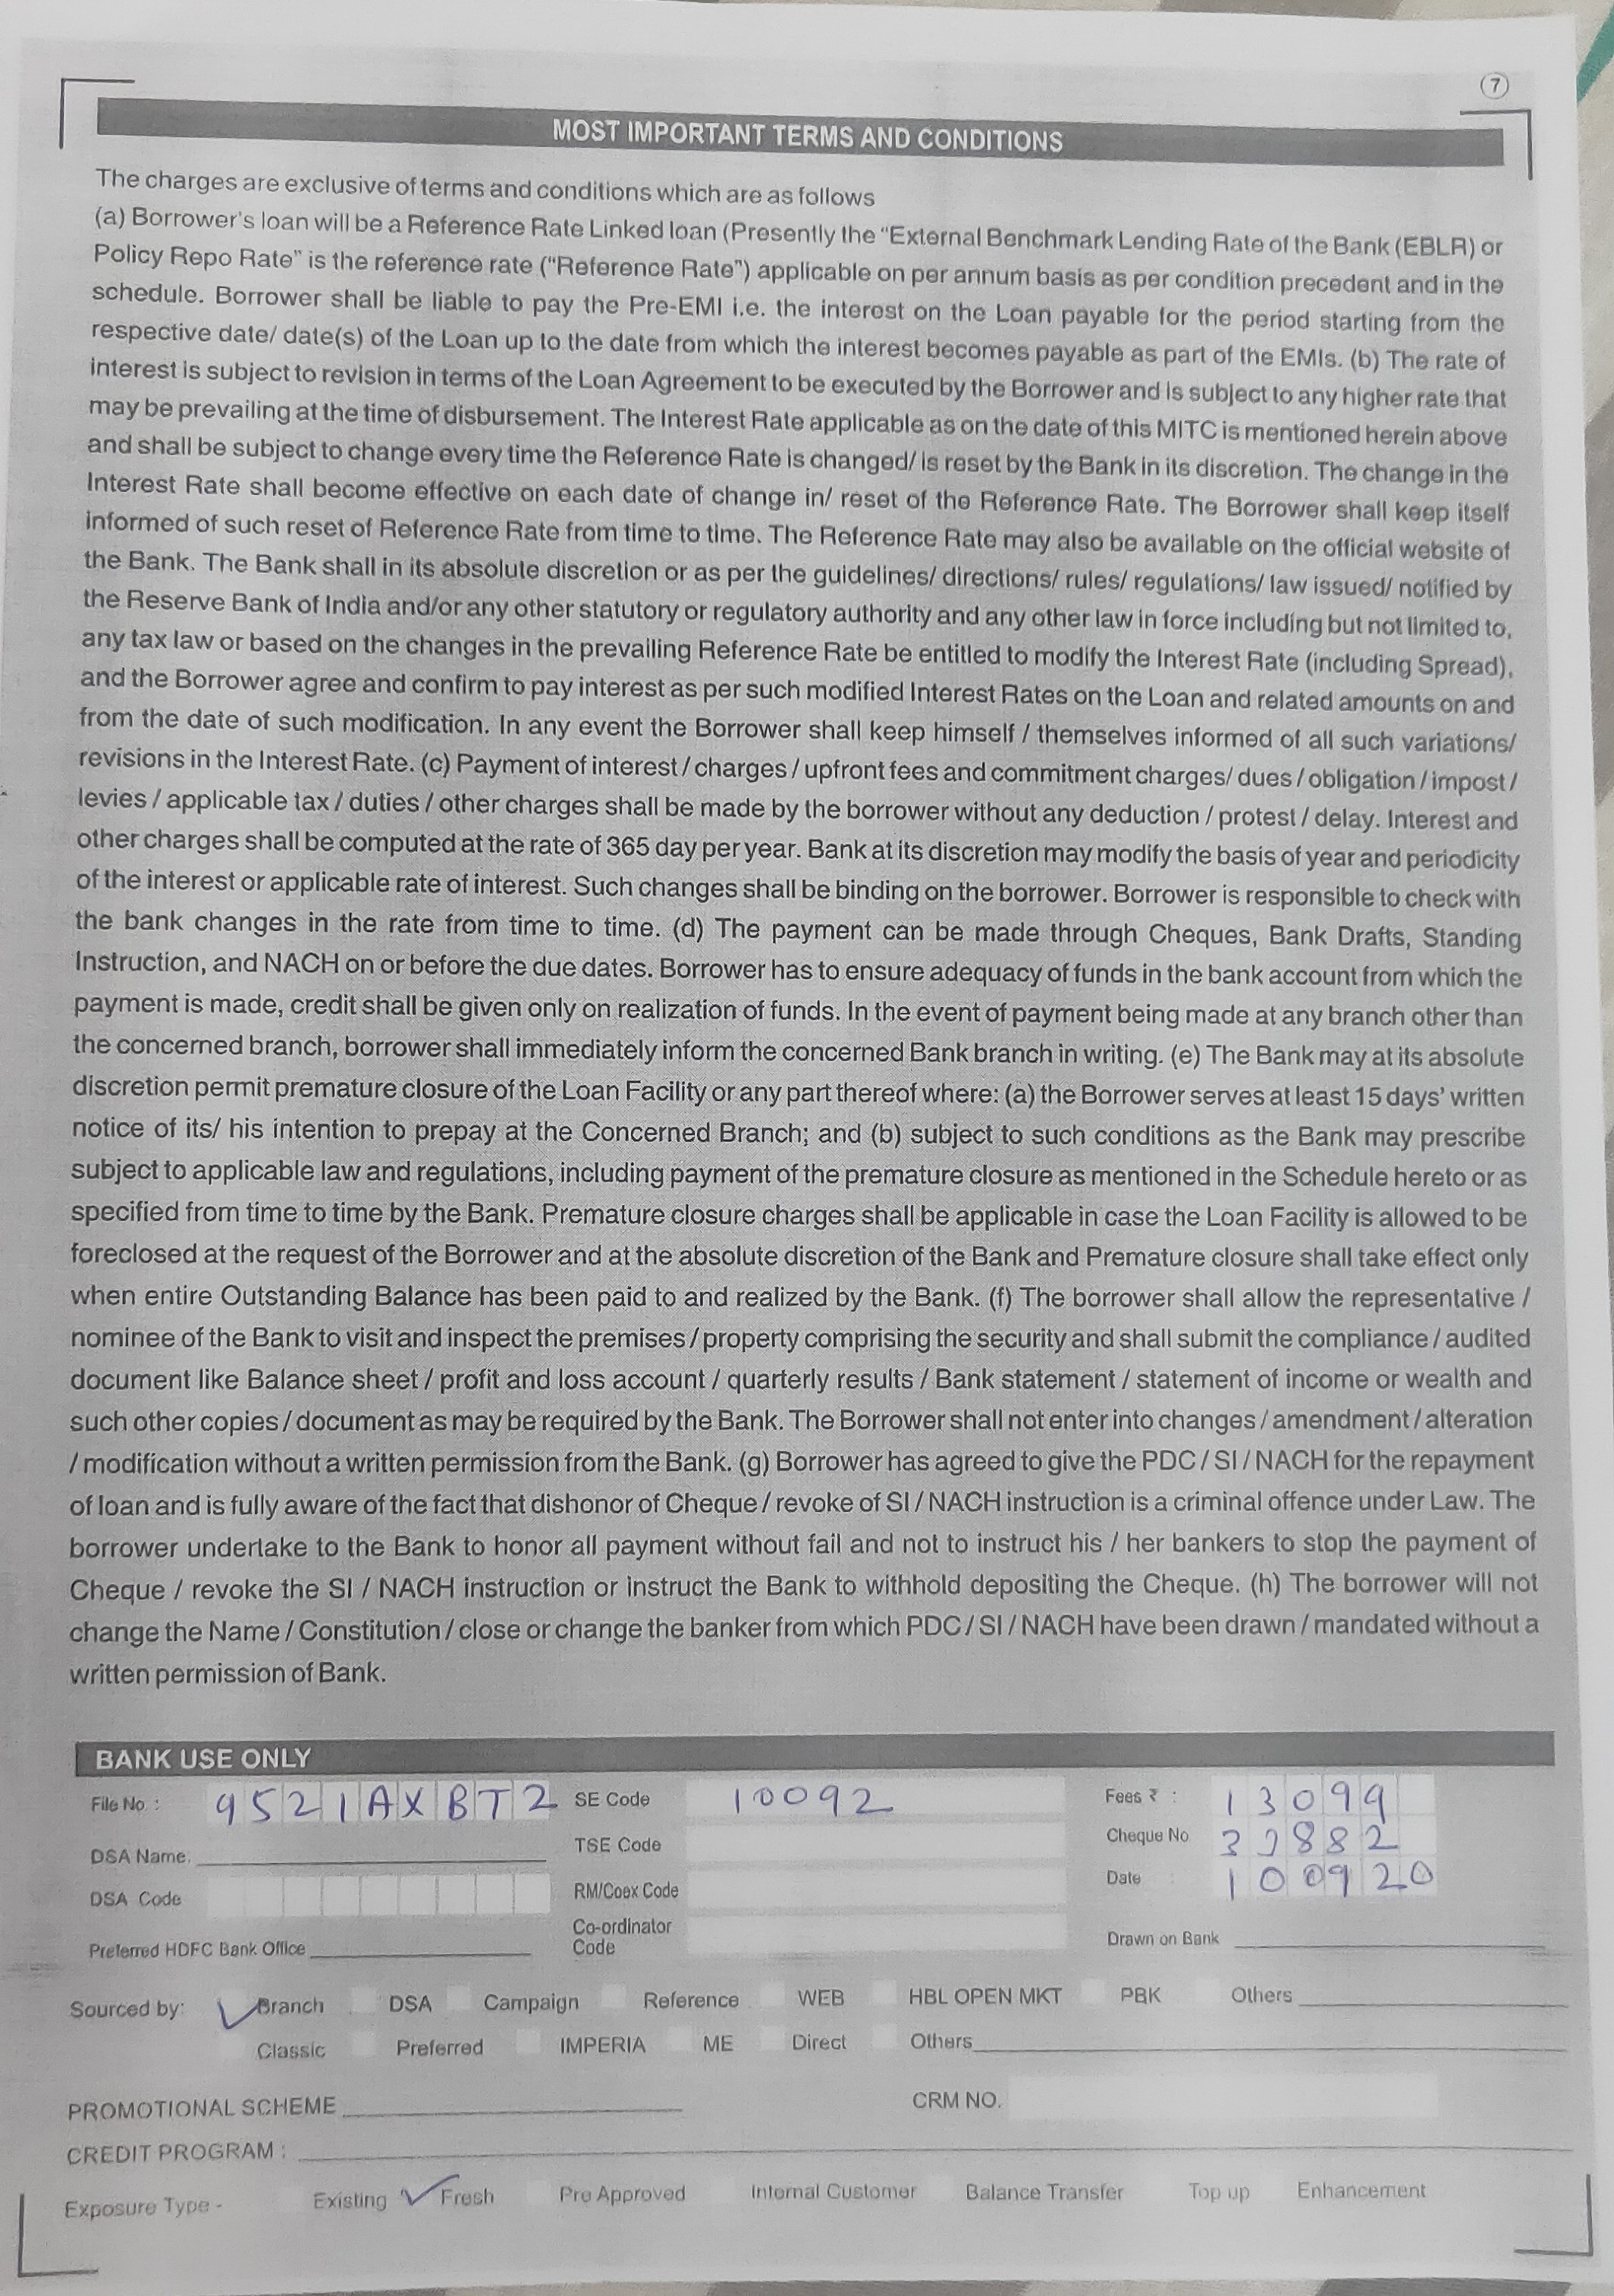 7
MOST IMPORTANT TERMS AND CONDITIONS
The charges are exclusive of terms and conditions which are as follows
(a) Borrower's loan will be a Reference Rate Linked loan (Presently the "External Benchmark Lending Rate of the Bank (EBLR) or
Policy Repo Rate" is the reference rate ("Reference Rate") applicable on per annum basis as per condition precedent and in the
schedule. Borrower shall be liable to pay the Pre-EMI i.e. the interest on the Loan payable for the period starting from the
respective date/ date(s) of the Loan up to the date from which the interest becomes payable as part of the EMIs. (b) The rate of
interest is subject to revision in terms of the Loan Agreement to be executed by the Borrower and is subject to any higher rate that
may be prevailing at the time of disbursement. The Interest Rate applicable as on the date of this MITC is mentioned herein above
and shall be subject to change every time the Reference Rate is changed/ is reset by the Bank in its discretion. The change in the
Interest Rate shall become effective on each date of change in/ reset of the Reference Rate. The Borrower shall keep itself
informed of such reset of Reference Rate from time to time. The Reference Rate may also be available on the official website of
the Bank. The Bank shall in its absolute discretion or as per the guidelines/ directions/ rules/ regulations/ law issued/ notified by
the Reserve Bank of India and/or any other statutory or regulatory authority and any other law in force including but not limited to,
any tax law or based on the changes in the prevailing Reference Rate be entitled to modify the Interest Rate (including Spread),
and the Borrower agree and confirm to pay interest as per such modified Interest Rates on the Loan and related amounts on and
from the date of such modification. In any event the Borrower shall keep himself / themselves informed of all such variations/
revisions in the Interest Rate. (c) Payment of interest / charges / upfront fees and commitment charges/ dues / obligation / impost /
levies / applicable tax / duties / other charges shall be made by the borrower without any deduction / protest / delay. Interest and
other charges shall be computed at the rate of 365 day per year. Bank at its discretion may modify the basis of year and periodicity
of the interest or applicable rate of interest. Such changes shall be binding on the borrower. Borrower is responsible to check with
the bank changes in the rate from time to time. (d) The payment can be made through Cheques, Bank Drafts, Standing
Instruction, and NACH on or before the due dates. Borrower has to ensure adequacy of funds in the bank account from which the
payment is made, credit shall be given only on realization of funds. In the event of payment being made at any branch other than
the concerned branch, borrower shall immediately inform the concerned Bank branch in writing. (e) The Bank may at its absolute
discretion permit premature closure of the Loan Facility or any part thereof where: (a) the Borrower serves at least 15 days' written
notice of its/ his intention to prepay at the Concerned Branch; and (b) subject to such conditions as the Bank may prescribe
subject to applicable law and regulations, including payment of the premature closure as mentioned in the Schedule hereto or as
specified from time to time by the Bank. Premature closure charges shall be applicable in case the Loan Facility is allowed to be
foreclosed at the request of the Borrower and at the absolute discretion of the Bank and Premature closure shall take effect only
when entire Outstanding Balance has been paid to and realized by the Bank. (f) The borrower shall allow the representative /
nominee of the Bank to visit and inspect the premises / property comprising the security and shall submit the compliance / audited
document like Balance sheet / profit and loss account / quarterly results / Bank statement / statement of income or wealth and
such other copies / document as may be required by the Bank. The Borrower shall not enter into changes / amendment / alteration
/ modification without a written permission from the Bank. (g) Borrower has agreed to give the PDC / SI / NACH for the repayment
of loan and is fully aware of the fact that dishonor of Cheque / revoke of SI / NACH instruction is a criminal offence under Law. The
borrower undertake to the Bank to honor all payment without fail and not to instruct his / her bankers to stop the payment of
Cheque / revoke the SI / NACH instruction or instruct the Bank to withhold depositing the Cheque. (h) The borrower will not
change the Name / Constitution / close or change the banker from which PDC / SI / NACH have been drawn / mandated without a
written permission of Bank.
BANK USE ONLY
File No. : 9521AXBT2 SE Code 10092 Fees ₹ : 13099
DSA Name. TSE Code Cheque No 882
DSA Code RM/Coex Code Date : 100920
Preferred HDFC Bank Office Co-ordinator Code Drawn on Bank
Sourced by: Branch DSA Campaign Reference WEB HBL OPEN MKT PBK Others
Classic Preferred IMPERIA ME Direct Others
PROMOTIONAL SCHEME CRM NO.
CREDIT PROGRAM :
Exposure Type - Existing Fresh Pre Approved Internal Customer Balance Transfer Top up Enhancement